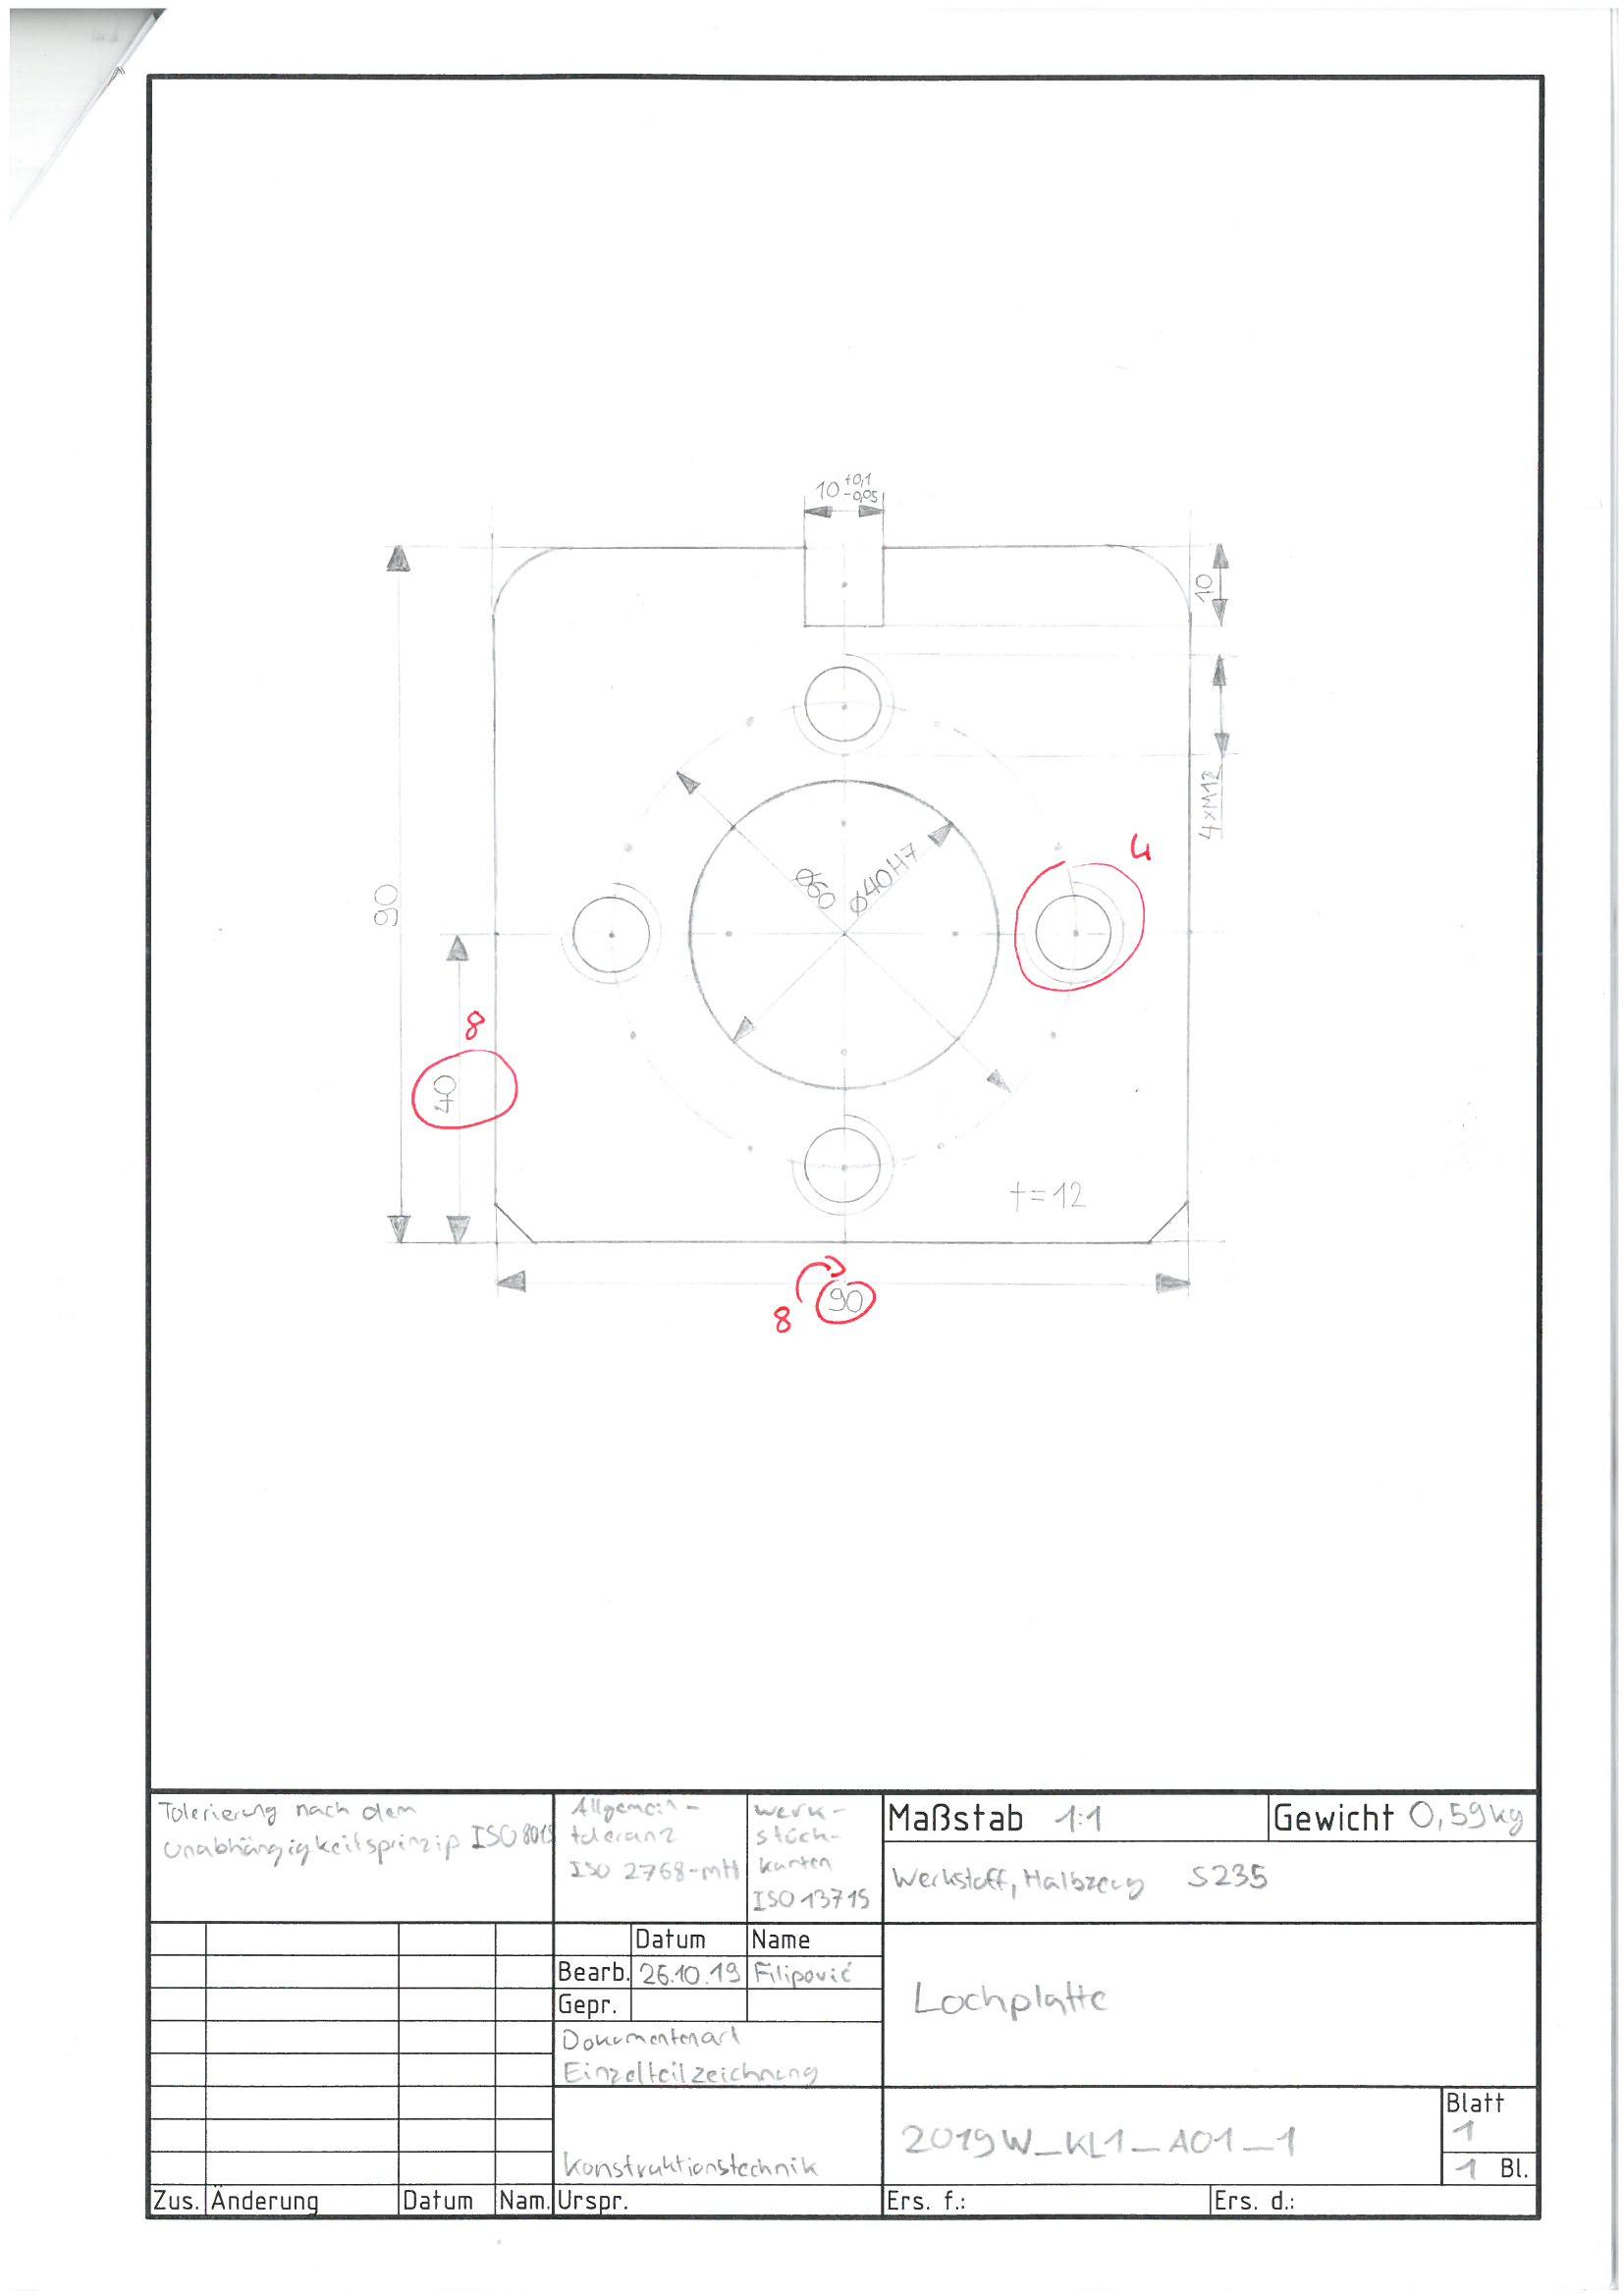 10 +0,1 -0,05
10
4xM12
4
Ø60
Ø40H7
90
8
40
t=12
8
90
Tolerierung nach dem
Unabhängigkeitsprinzip ISO 8015
Allgemein-
toleranz
ISO 2768-mH
Werk-
stück-
kanten
ISO 13715
Maßstab 1:1
Gewicht 0,59kg
Werkstoff, Halbzeug S235
Datum Name
Bearb. 26.10.19 Filipović
Gepr.
Lochplatte
Dokumentenart
Einzelteilzeichnung
Konstruktionstechnik
2019W_KL1_A01_1
Blatt
1
1 Bl.
Zus. Änderung Datum Nam. Urspr. Ers. f.: Ers. d.: